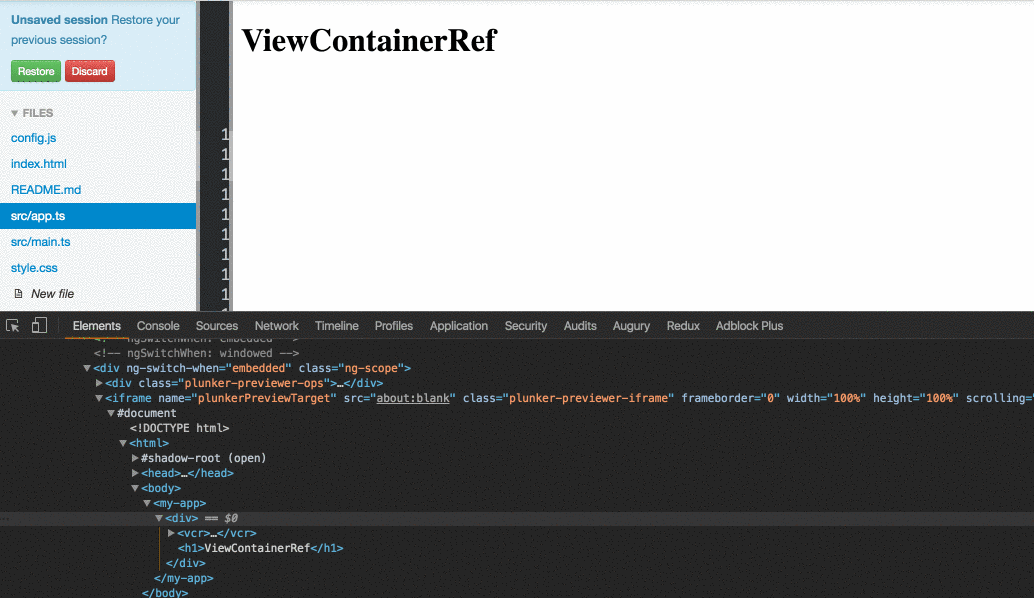 Unsaved session Restore your
previous session?
Restore Discard
▼ FILES
config.js
index.html
README.md
src/app.ts
src/main.ts
style.css
New file
ViewContainerRef
1
1
1
1
1
1
1
1
1
Elements Console Sources Network Timeline Profiles Application Security Audits Augury Redux Adblock Plus
<!-- ngSwitchWhen: embedded -->
<!-- ngSwitchWhen: windowed -->
▼<div ng-switch-when="embedded" class="ng-scope">
▶<div class="plunker-previewer-ops">…</div>
▼<iframe name="plunkerPreviewTarget" src="about:blank" class="plunker-previewer-iframe" frameborder="0" width="100%" height="100%" scrolling="
▼#document
<!DOCTYPE html>
▼<html>
▶#shadow-root (open)
▶<head>…</head>
▼<body>
▼<my-app>
▼<div> == $0
▶<vcr>…</vcr>
<h1>ViewContainerRef</h1>
</div>
</my-app>
</body>